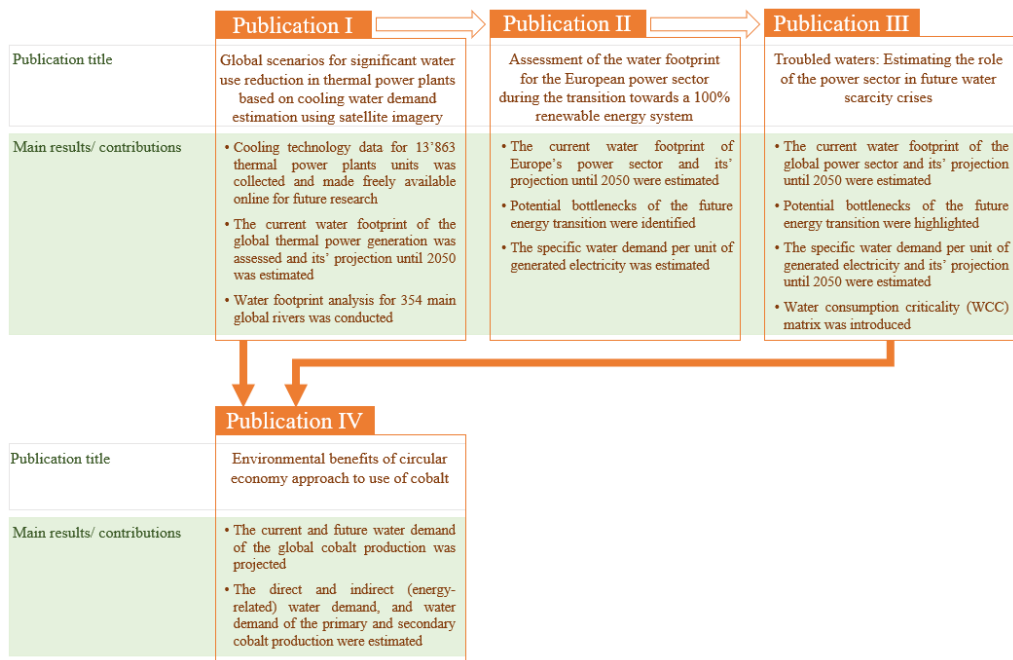 Publication I
Publication II
Publication III
Publication title
Global scenarios for significant water
use reduction in thermal power plants
based on cooling water demand
estimation using satellite imagery
Assessment of the water footprint
for the European power sector
during the transition towards a 100%
renewable energy system
Troubled waters: Estimating the role
of the power sector in future water
scarcity crises
Main results/ contributions
• Cooling technology data for 13’863
thermal power plants units was
collected and made freely available
online for future research
• The current water footprint of the
global thermal power generation was
assessed and its’ projection until 2050
was estimated
• Water footprint analysis for 354 main
global rivers was conducted
• The current water footprint of
Europe’s power sector and its’
projection until 2050 were estimated
• Potential bottlenecks of the future
energy transition were identified
• The specific water demand per unit of
generated electricity was estimated
• The current water footprint of the
global power sector and its’ projection
until 2050 were estimated
• Potential bottlenecks of the future
energy transition were highlighted
• The specific water demand per unit of
generated electricity and its’ projection
until 2050 were estimated
• Water consumption criticality (WCC)
matrix was introduced
Publication IV
Publication title
Environmental benefits of circular
economy approach to use of cobalt
Main results/ contributions
• The current and future water demand
of the global cobalt production was
projected
• The direct and indirect (energy-
related) water demand, and water
demand of the primary and secondary
cobalt production were estimated